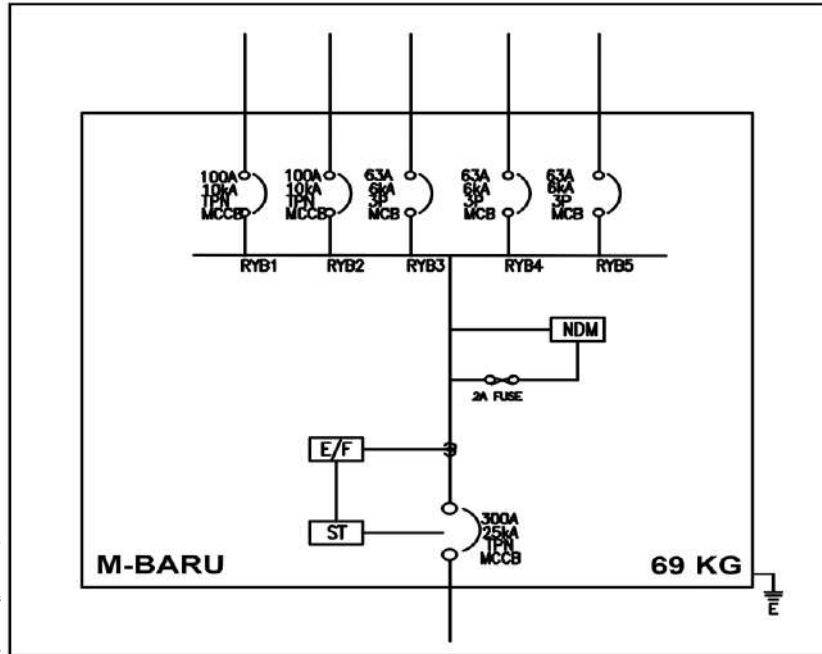 100A
10kA
TPN
MCCB
100A
10kA
TPN
MCCB
63A
6kA
3P
MCB
63A
6kA
3P
MCB
63A
6kA
3P
MCB
RYB1 RYB2 RYB3 RYB4 RYB5
NDM
2A FUSE
E/F
ST
300A
25kA
TPN
MCCB
M-BARU
69 KG
E